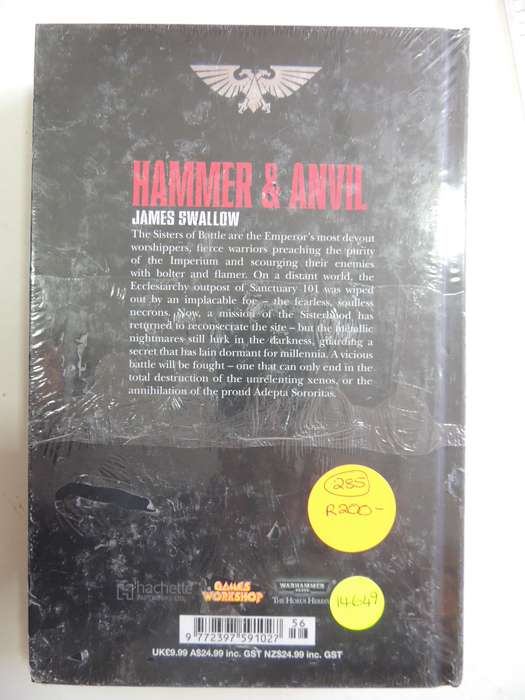 HAMMER & ANVIL
JAMES SWALLOW
The Sisters of Battle are the Emperor's most devout
worshippers, fierce warriors preaching the purity
of the Imperium and scourging their enemies
with bolter and flamer. On a distant world, the
Ecclesiarchy outpost of Sanctuary 101 was wiped
out by an implacable foe – the fearless, soulless
necrons. Now, a mission of the Sisterhood has
returned to reconsecrate the site – but the metallic
nightmares still lurk in the darkness, guarding a
secret that has lain dormant for millennia. A vicious
battle will be fought – one that can only end in the
total destruction of the unrelenting xenos, or the
annihilation of the proud Adepta Sororitas.
285
R200-
hachette
PARTWORKS LTD.
GAMES
WORKSHOP
WARHAMMER
40,000
THE HORUS HERESY
14649
56
9 772397 591027
UK£9.99 A$24.99 inc. GST NZ$24.99 inc. GST